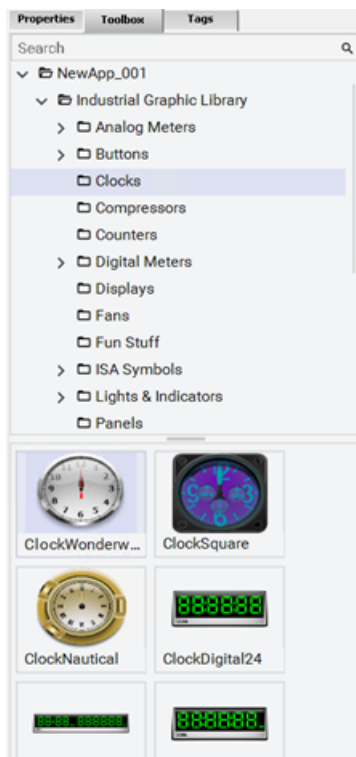 Properties Toolbox Tags
Search
NewApp_001
Industrial Graphic Library
Analog Meters
Buttons
Clocks
Compressors
Counters
Digital Meters
Displays
Fans
Fun Stuff
ISA Symbols
Lights & Indicators
Panels
ClockWonderw... ClockSquare
ClockNautical ClockDigital24